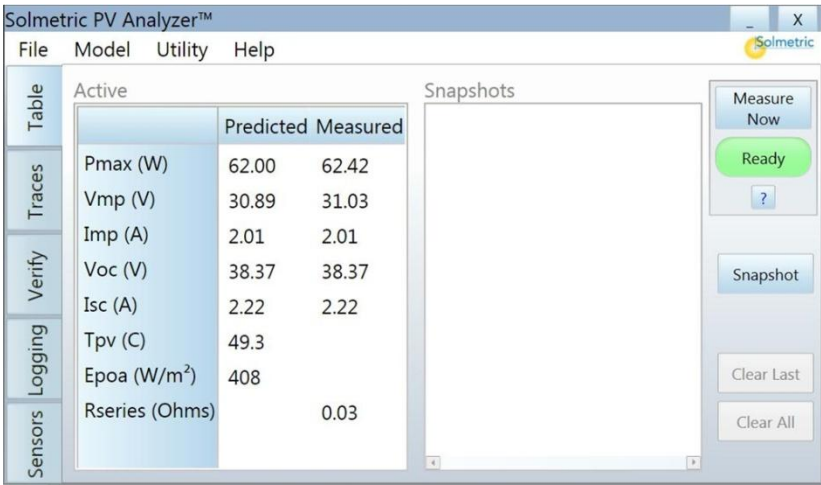 Solmetric PV Analyzer™ _ X
File Model Utility Help Solmetric
Table
Traces
Verify
Logging
Sensors
Active
Predicted Measured
Pmax (W) 62.00 62.42
Vmp (V) 30.89 31.03
Imp (A) 2.01 2.01
Voc (V) 38.37 38.37
Isc (A) 2.22 2.22
Tpv (C) 49.3
Epoa (W/m²) 408
Rseries (Ohms) 0.03
Snapshots
Measure
Now
Ready
?
Snapshot
Clear Last
Clear All